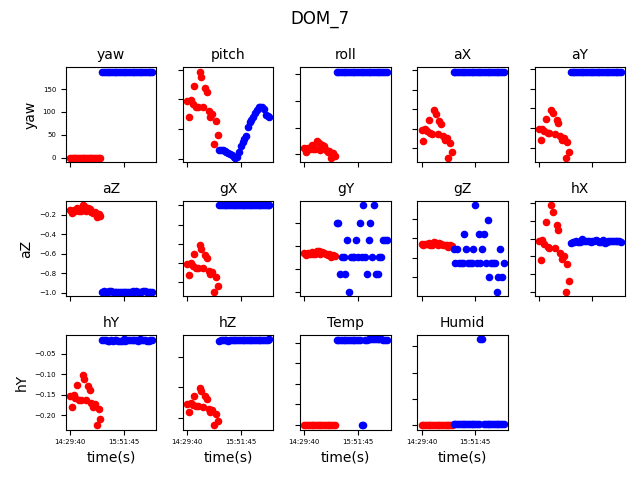 DOM_7
yaw pitch roll aX aY
yaw
150
100
50
0
aZ gX gY gZ hX
aZ
−0.2
−0.4
−0.6
−0.8
−1.0
hY hZ Temp Humid
hY
−0.05
−0.10
−0.15
−0.20
14:29:40 15:51:45 14:29:40 15:51:45 14:29:40 15:51:45 14:29:40 15:51:45
time(s) time(s) time(s) time(s)